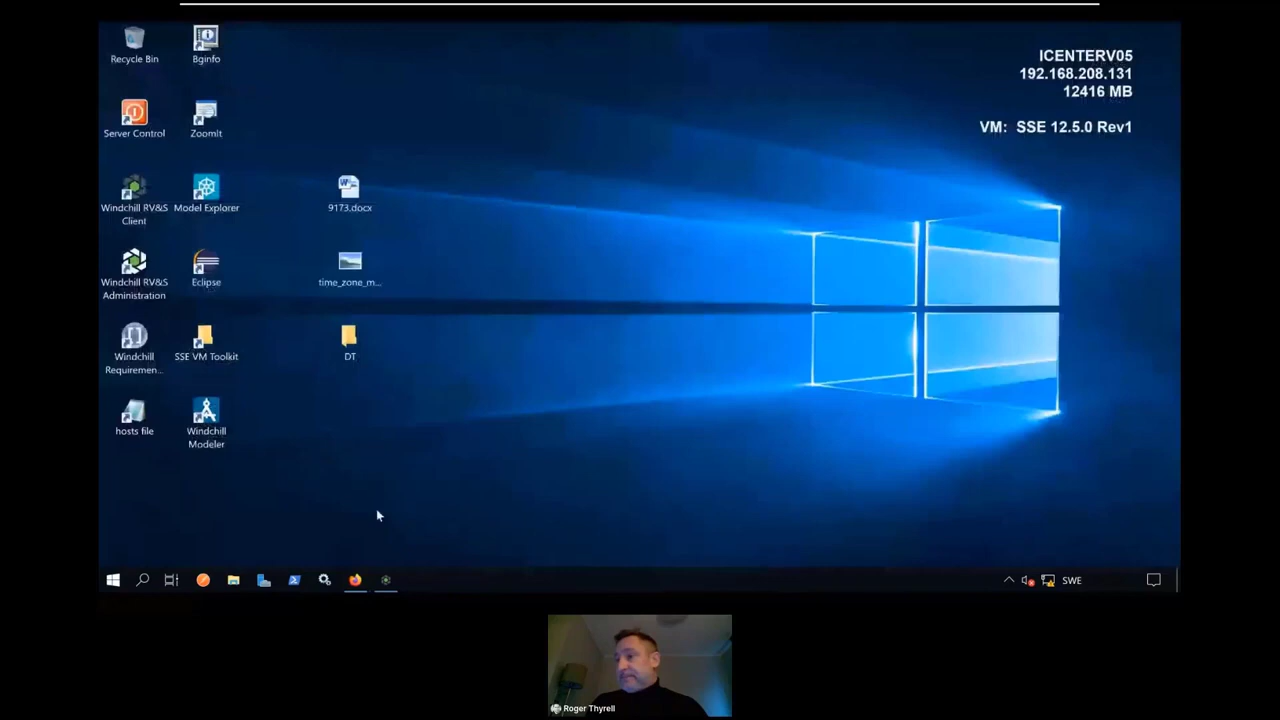 ICENTERV05
192.168.208.131
12416 MB
VM: SSE 12.5.0 Rev1
Recycle Bin
Bginfo
Server Control
ZoomIt
Windchill RV&S
Client
Model Explorer
9173.docx
Windchill RV&S
Administration
Eclipse
time_zone_m...
Windchill
Requiremen...
SSE VM Toolkit
DT
hosts file
Windchill
Modeler
SWE
Roger Thyrell